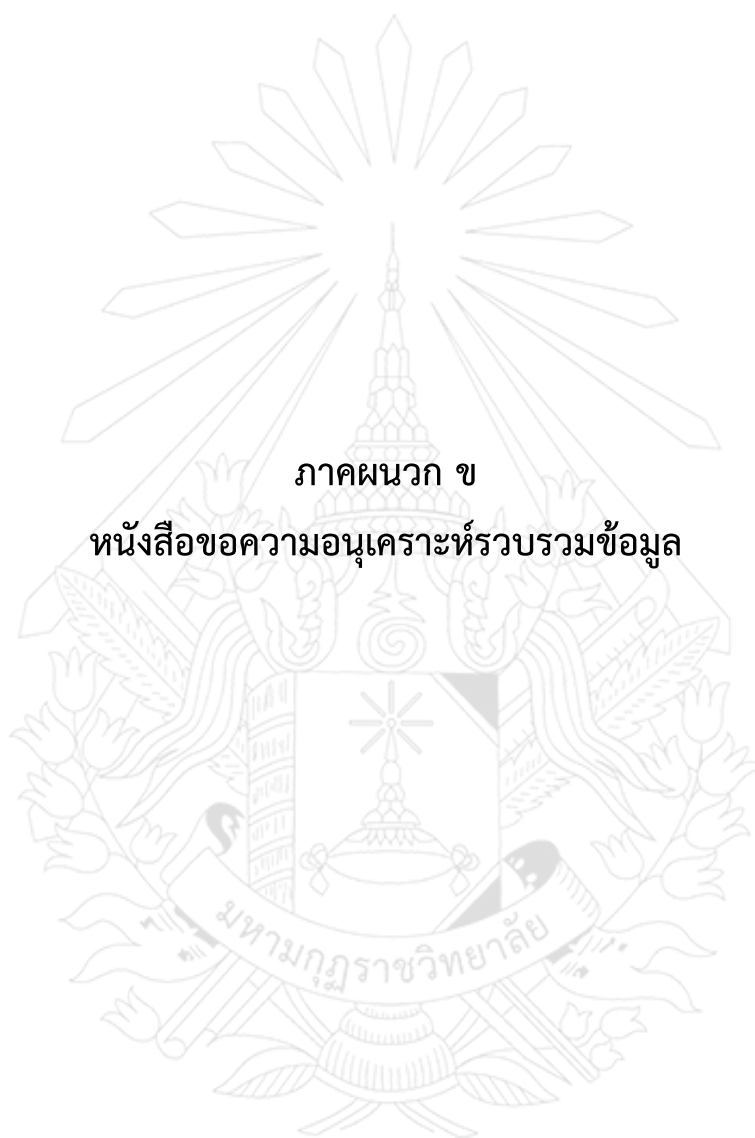 ภาคผนวก ข
หนังสือขอความอนุเคราะห์รวบรวมข้อมูล
มหามกุฏราชวิทยาลัย